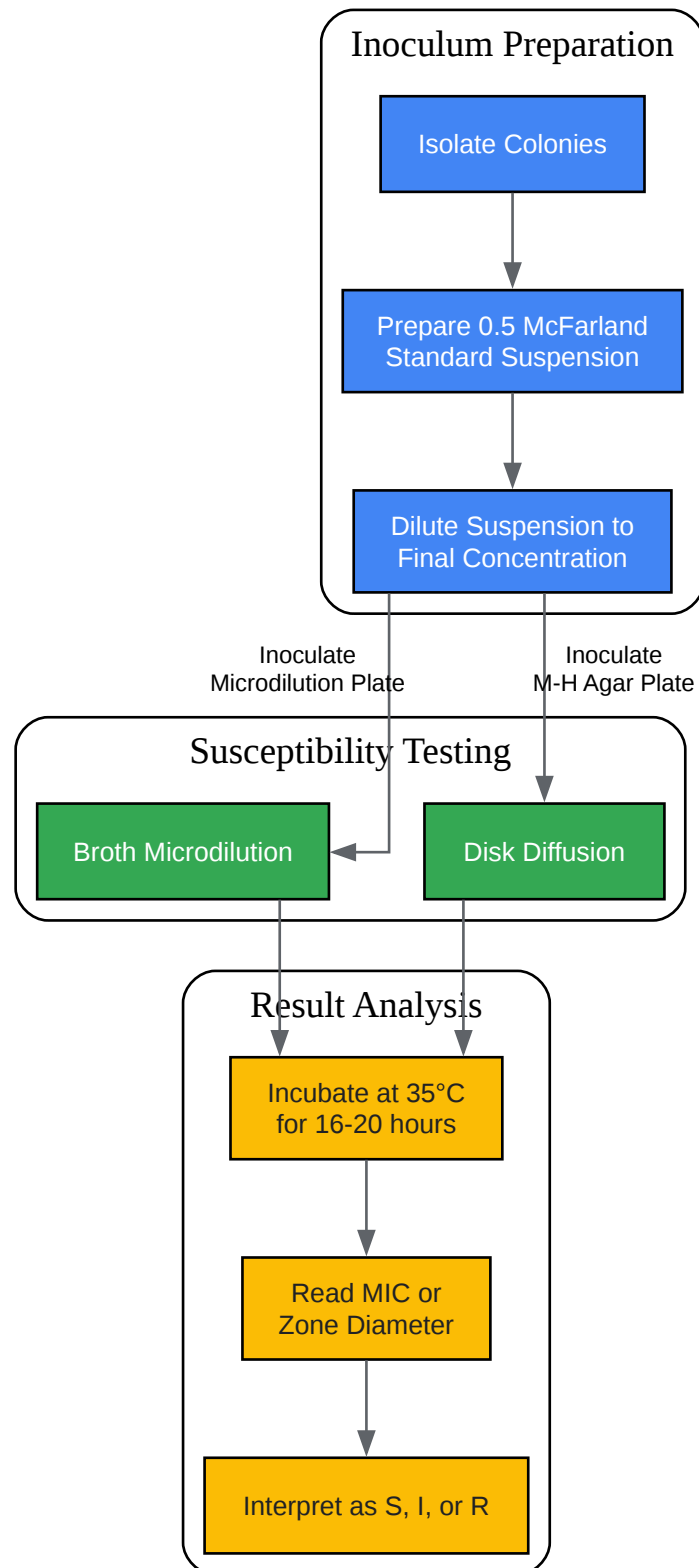 Inoculum Preparation
Isolate Colonies
Prepare 0.5 McFarland
Standard Suspension
Dilute Suspension to
Final Concentration
Inoculate
Microdilution Plate
Inoculate
M-H Agar Plate
Susceptibility Testing
Broth Microdilution
Disk Diffusion
Result Analysis
Incubate at 35°C
for 16-20 hours
Read MIC or
Zone Diameter
Interpret as S, I, or R